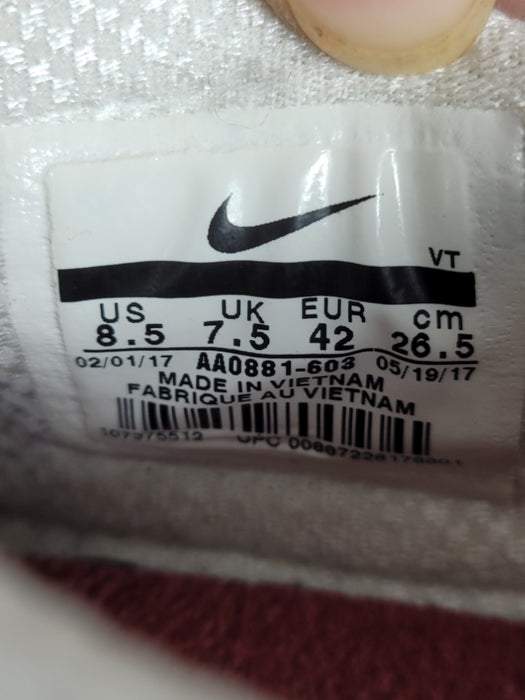 VT
US UK EUR cm
8.5 7.5 42 26.5
02/01/17 AA0881-603 05/19/17
MADE IN VIETNAM
FABRIQUE AU VIETNAM
UPC